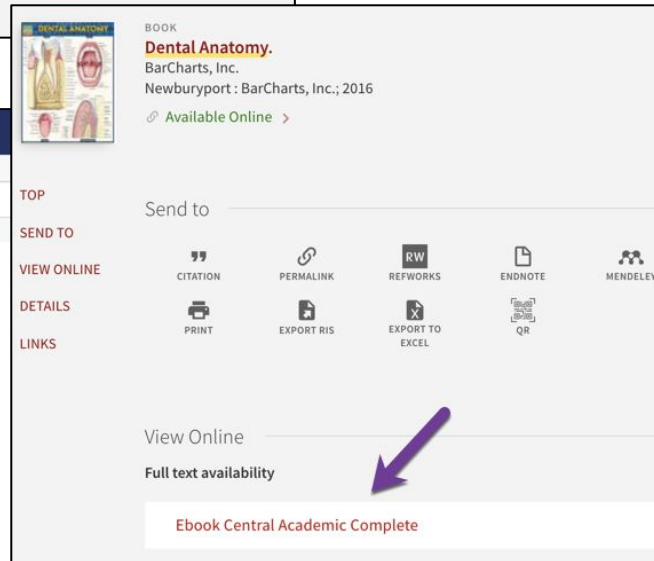 DENTAL ANATOMY
BOOK
Dental Anatomy.
BarCharts, Inc.
Newburyport : BarCharts, Inc.; 2016
Available Online >
TOP
SEND TO
VIEW ONLINE
DETAILS
LINKS
Send to
CITATION
PERMALINK
RW
REFWORKS
ENDNOTE
MENDELEY
PRINT
EXPORT RIS
X
EXPORT TO
EXCEL
QR
View Online
Full text availability
Ebook Central Academic Complete